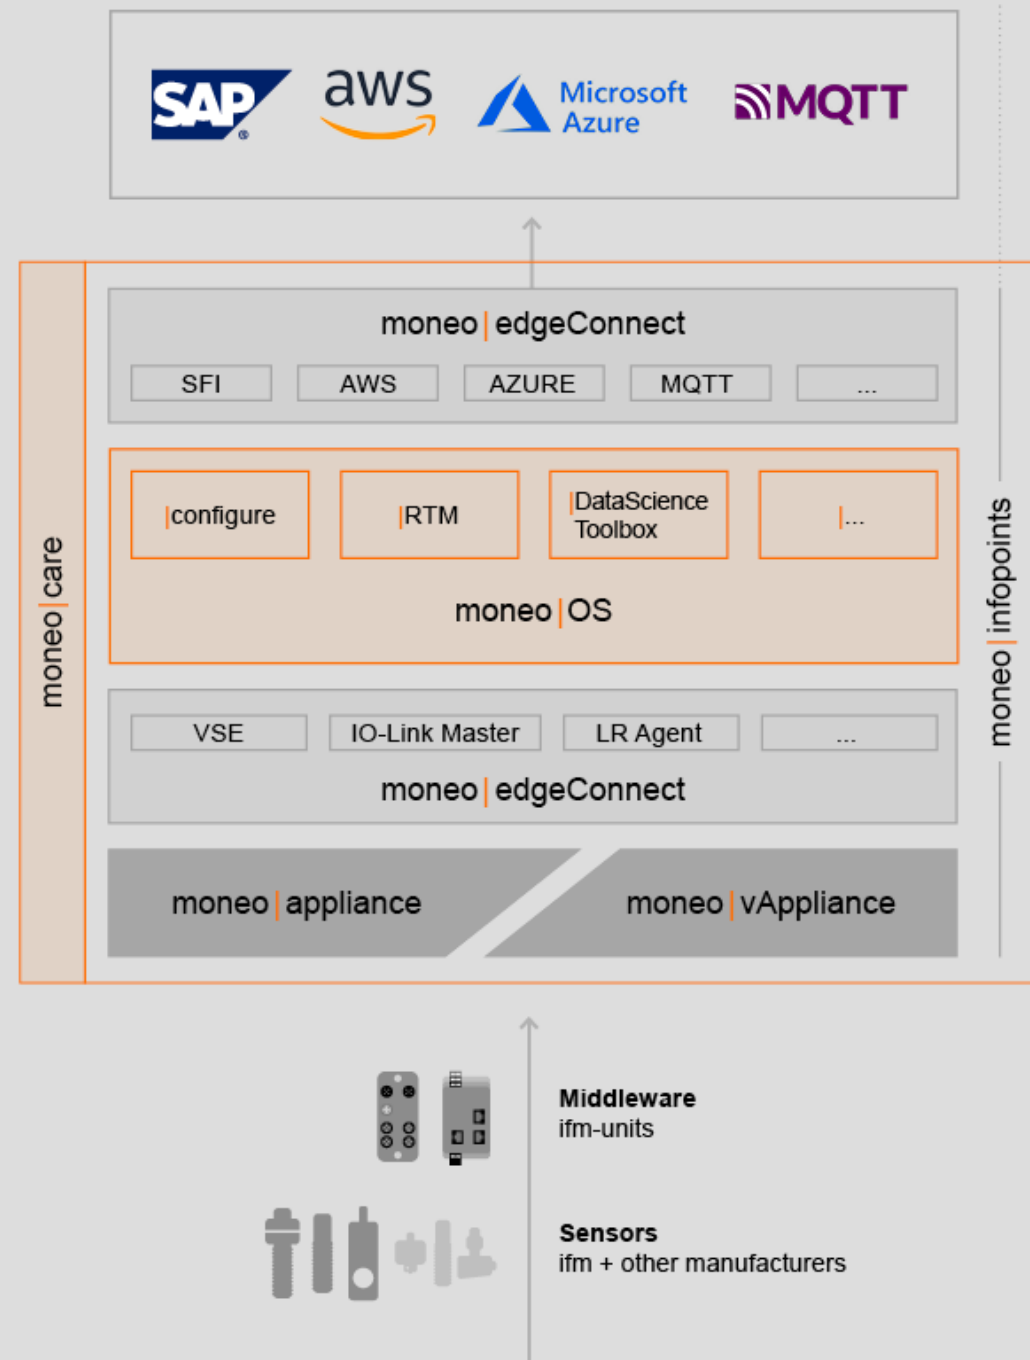 SAP ®
aws
Microsoft
Azure
MQTT
moneo|edgeConnect
SFI
AWS
AZURE
MQTT
...
|configure
|RTM
|DataScience
Toolbox
|...
moneo|OS
moneo|care
moneo|infopoints
VSE
IO-Link Master
LR Agent
...
moneo|edgeConnect
moneo|appliance
moneo|vAppliance
Middleware
ifm-units
Sensors
ifm + other manufacturers